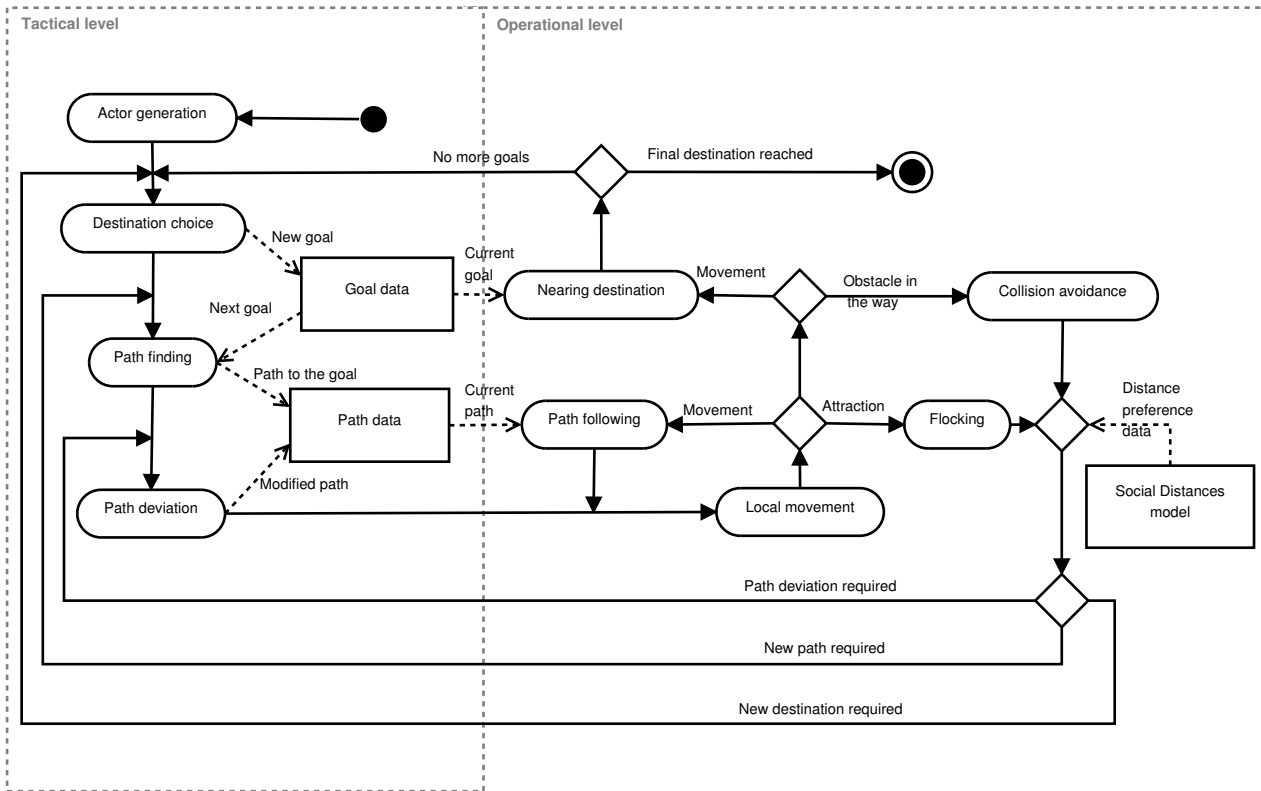 Tactical level
Operational level
Actor generation
No more goals
Final destination reached
Destination choice
New goal
Current
goal
Goal data
Nearing destination
Movement
Obstacle in
the way
Collision avoidance
Next goal
Path finding
Path to the goal
Current
path
Path data
Path following
Movement
Attraction
Flocking
Distance
preference
data
Modified path
Path deviation
Local movement
Social Distances
model
Path deviation required
New path required
New destination required